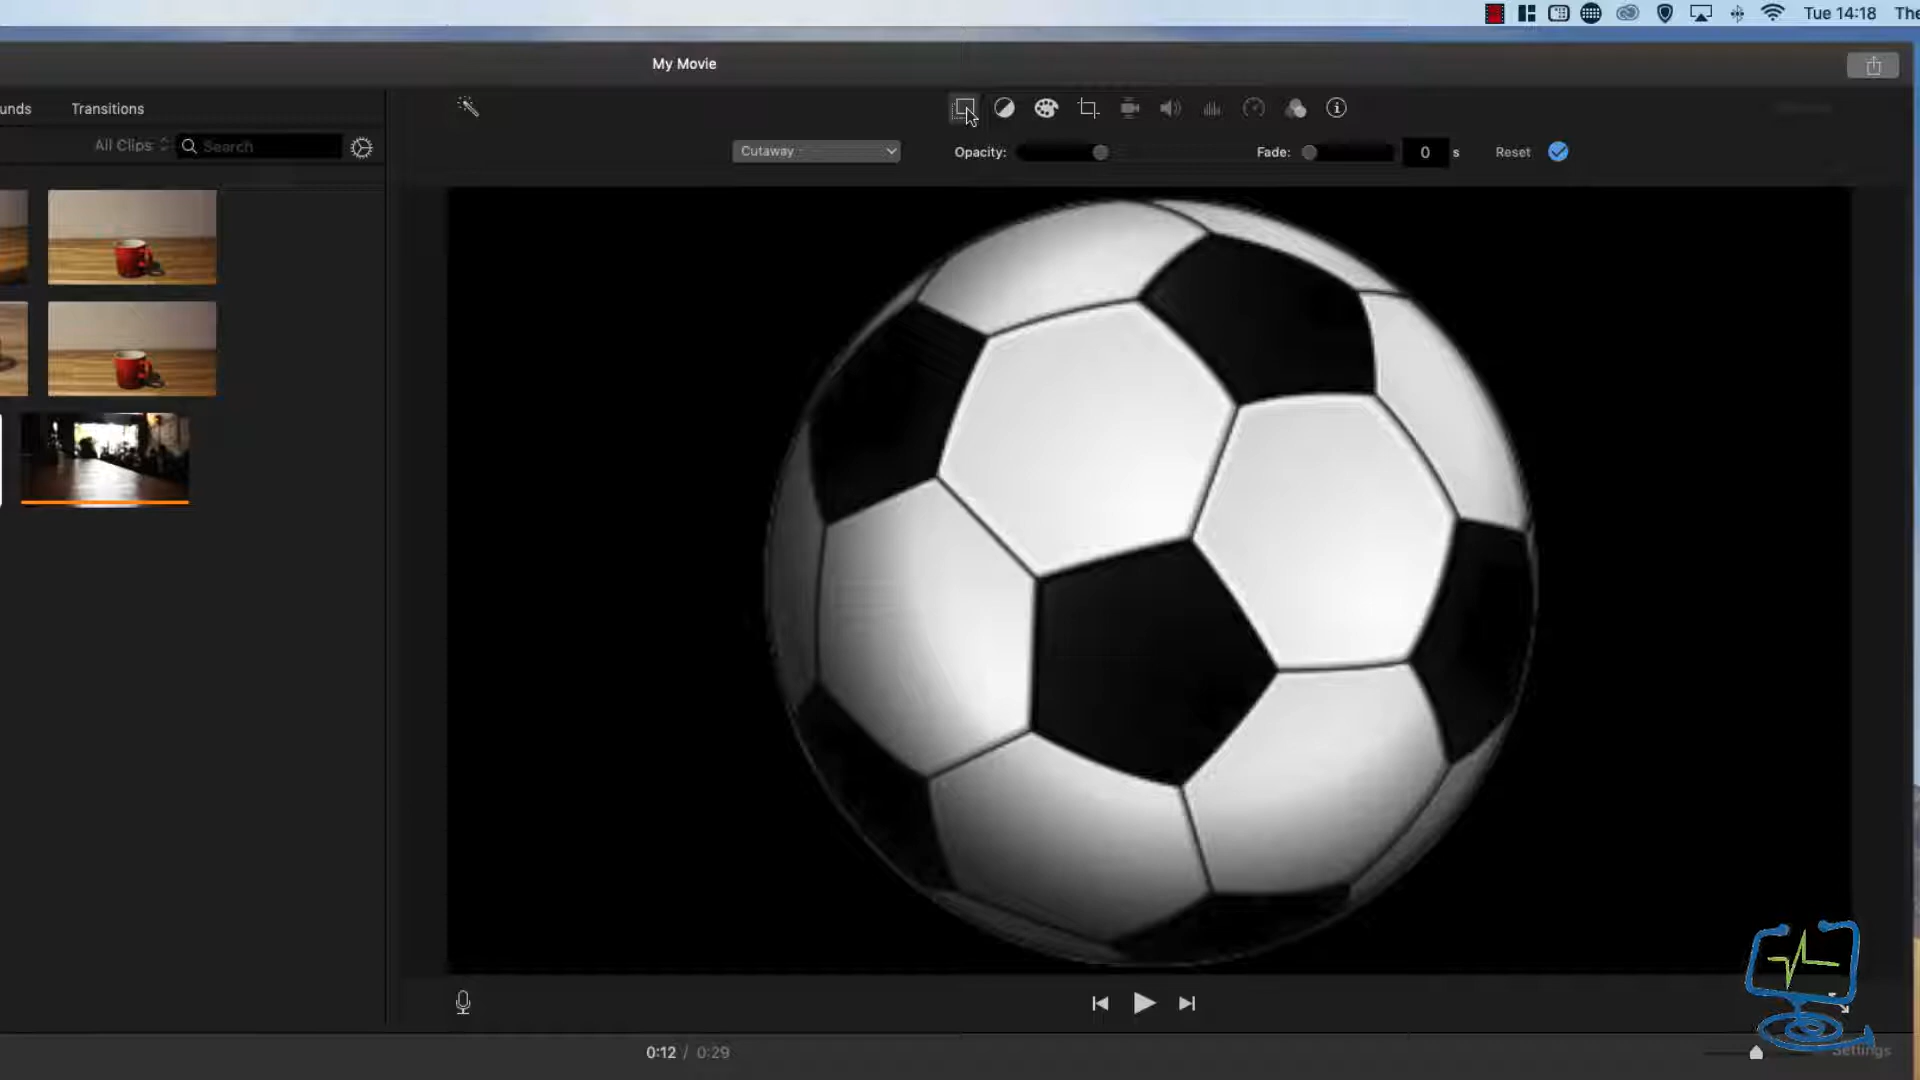 Tue 14:18 The
My Movie
unds Transitions
All Clips Search
Cutaway Opacity: Fade: 0 s Reset
0:12 / 0:29
Settings